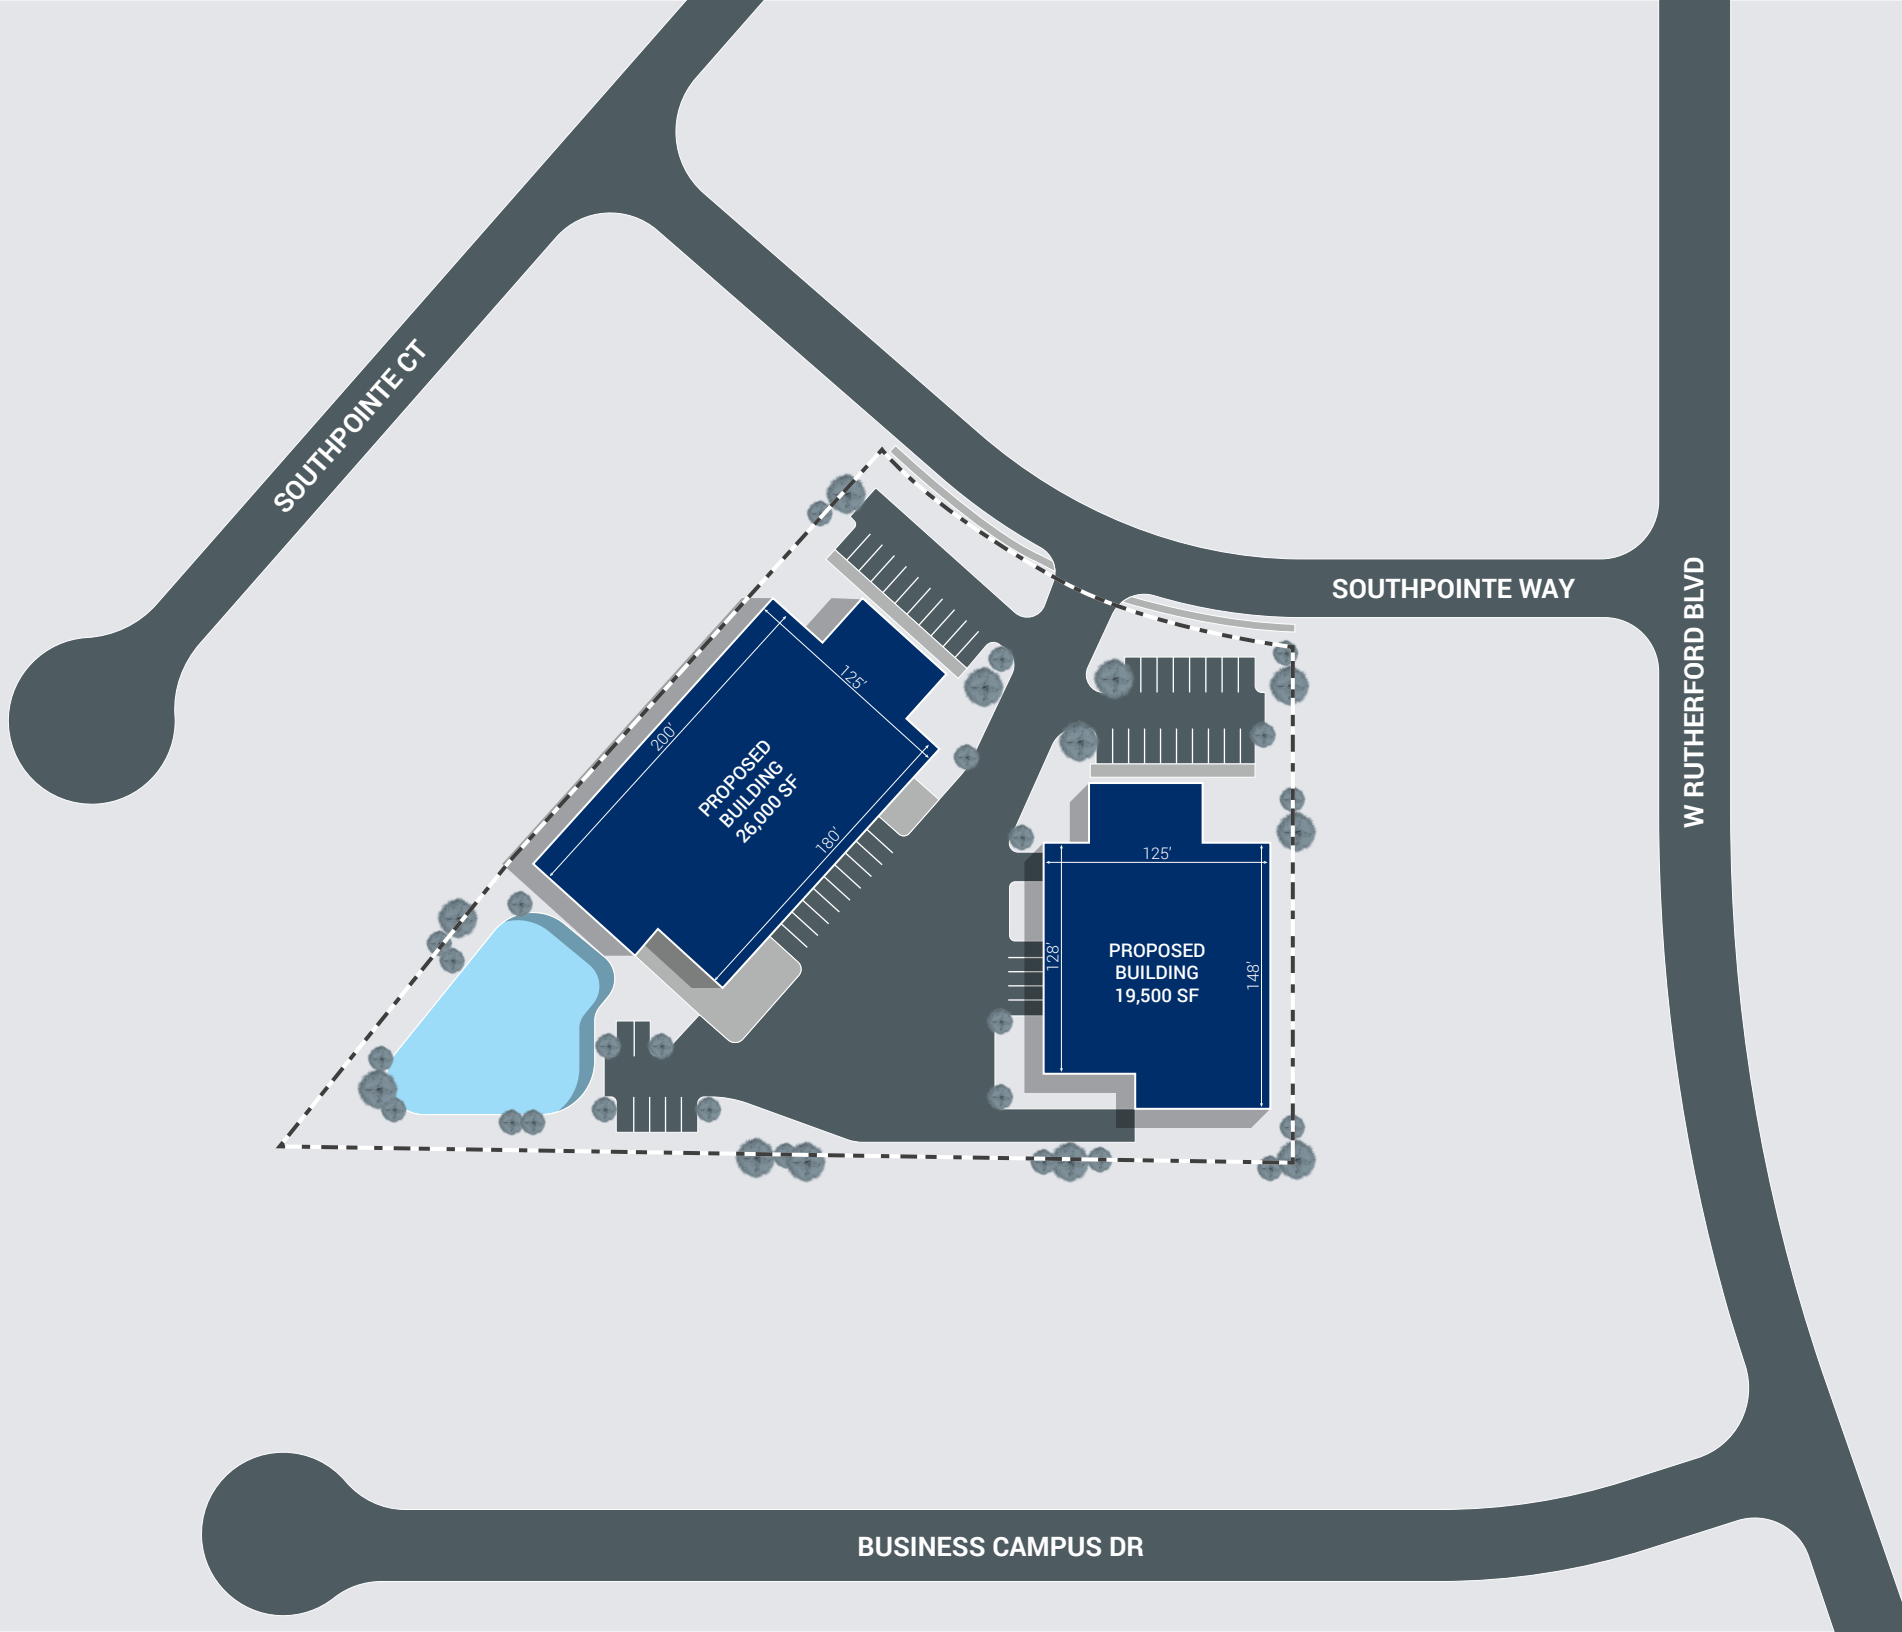 SOUTHPOINTE CT
SOUTHPOINTE WAY
W RUTHERFORD BLVD
125’
200’
PROPOSED
BUILDING
26,000 SF
180’
125’
128’
PROPOSED
BUILDING
19,500 SF
148’
BUSINESS CAMPUS DR